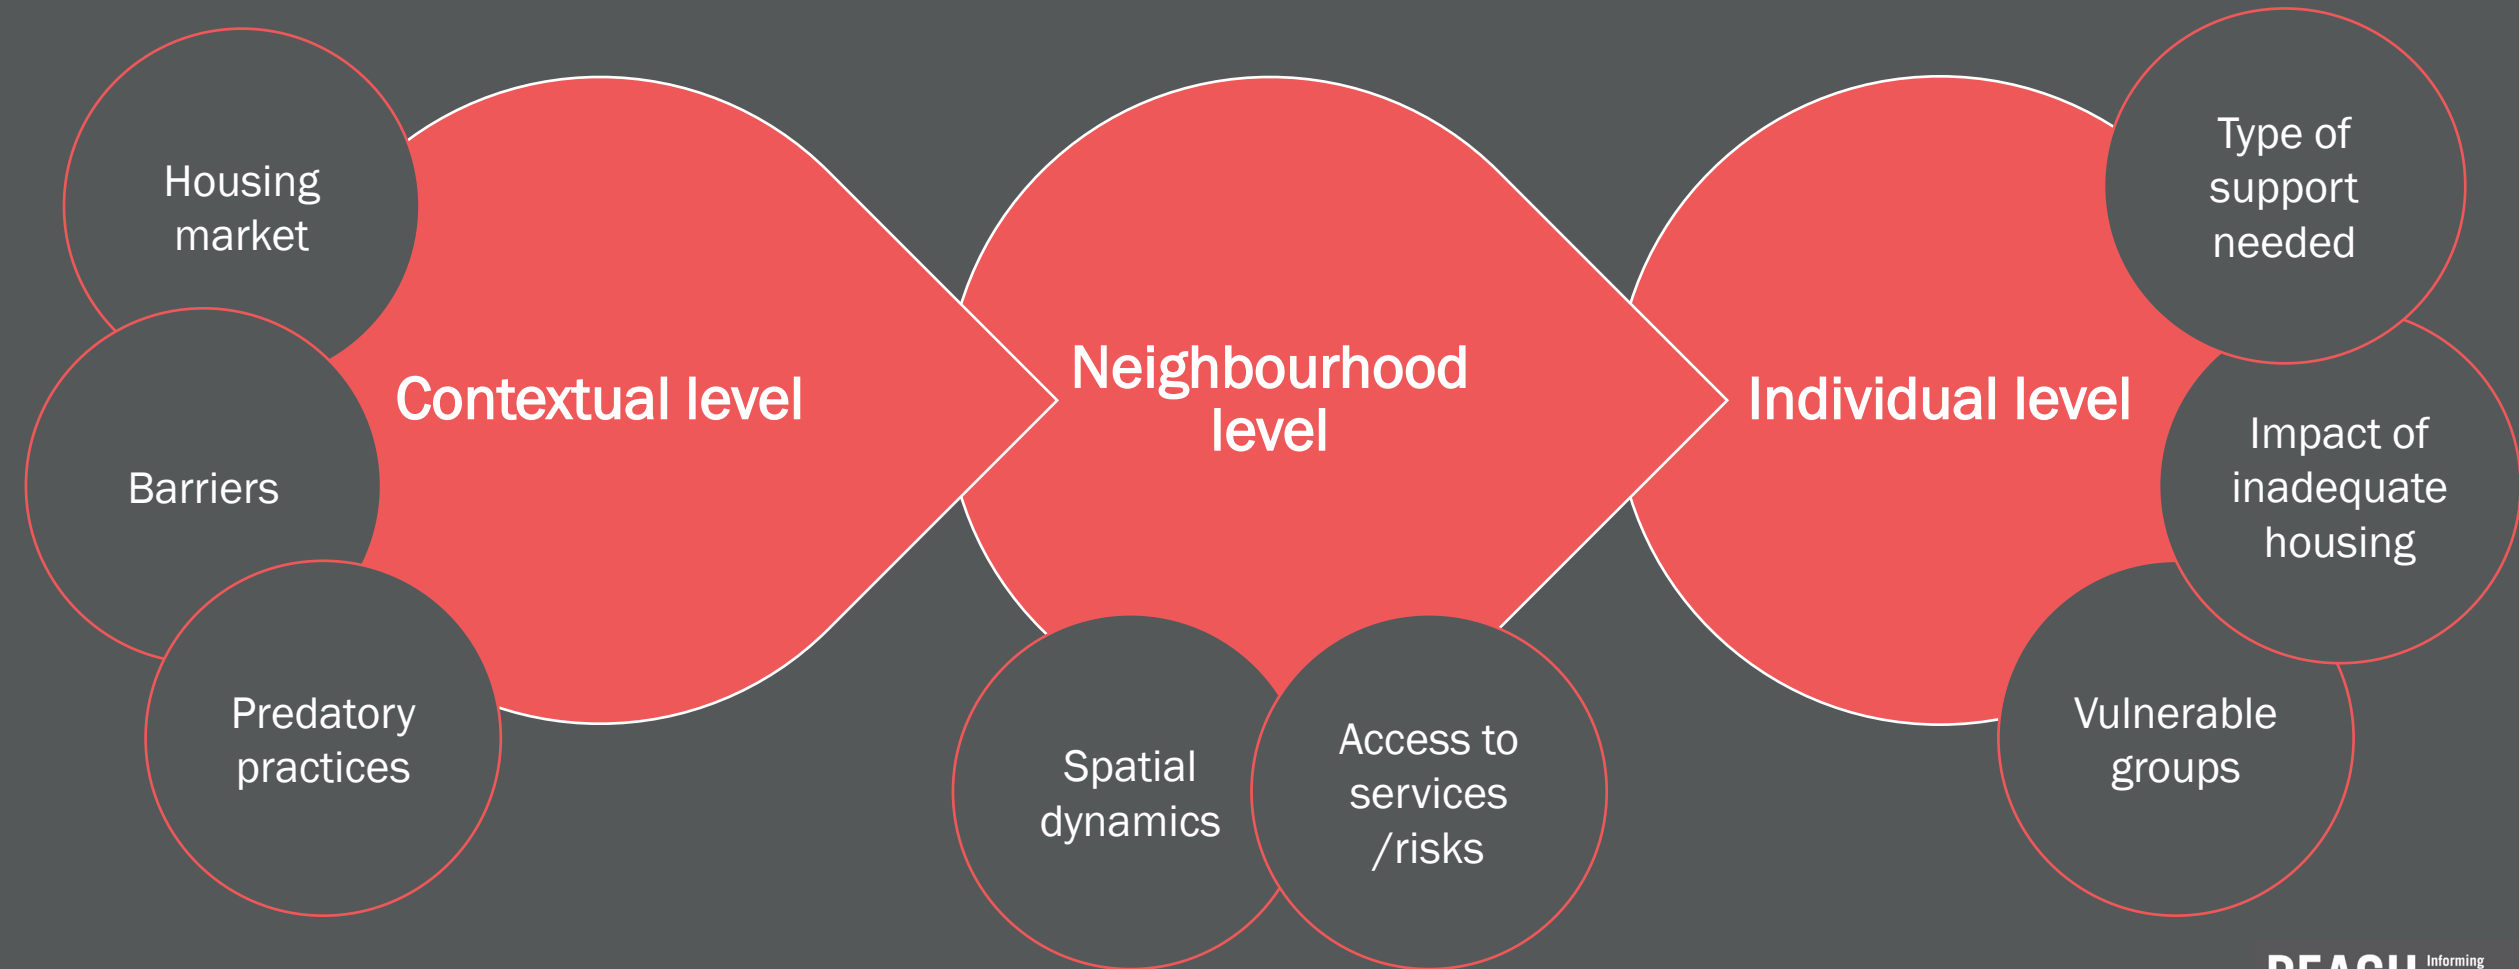 Housing
market
Barriers
Predatory
practices
Contextual level
Neighbourhood
level
Spatial
dynamics
Access to
services
/risks
Individual level
Type of
support
needed
Impact of
inadequate
housing
Vulnerable
groups
REACH
Informing